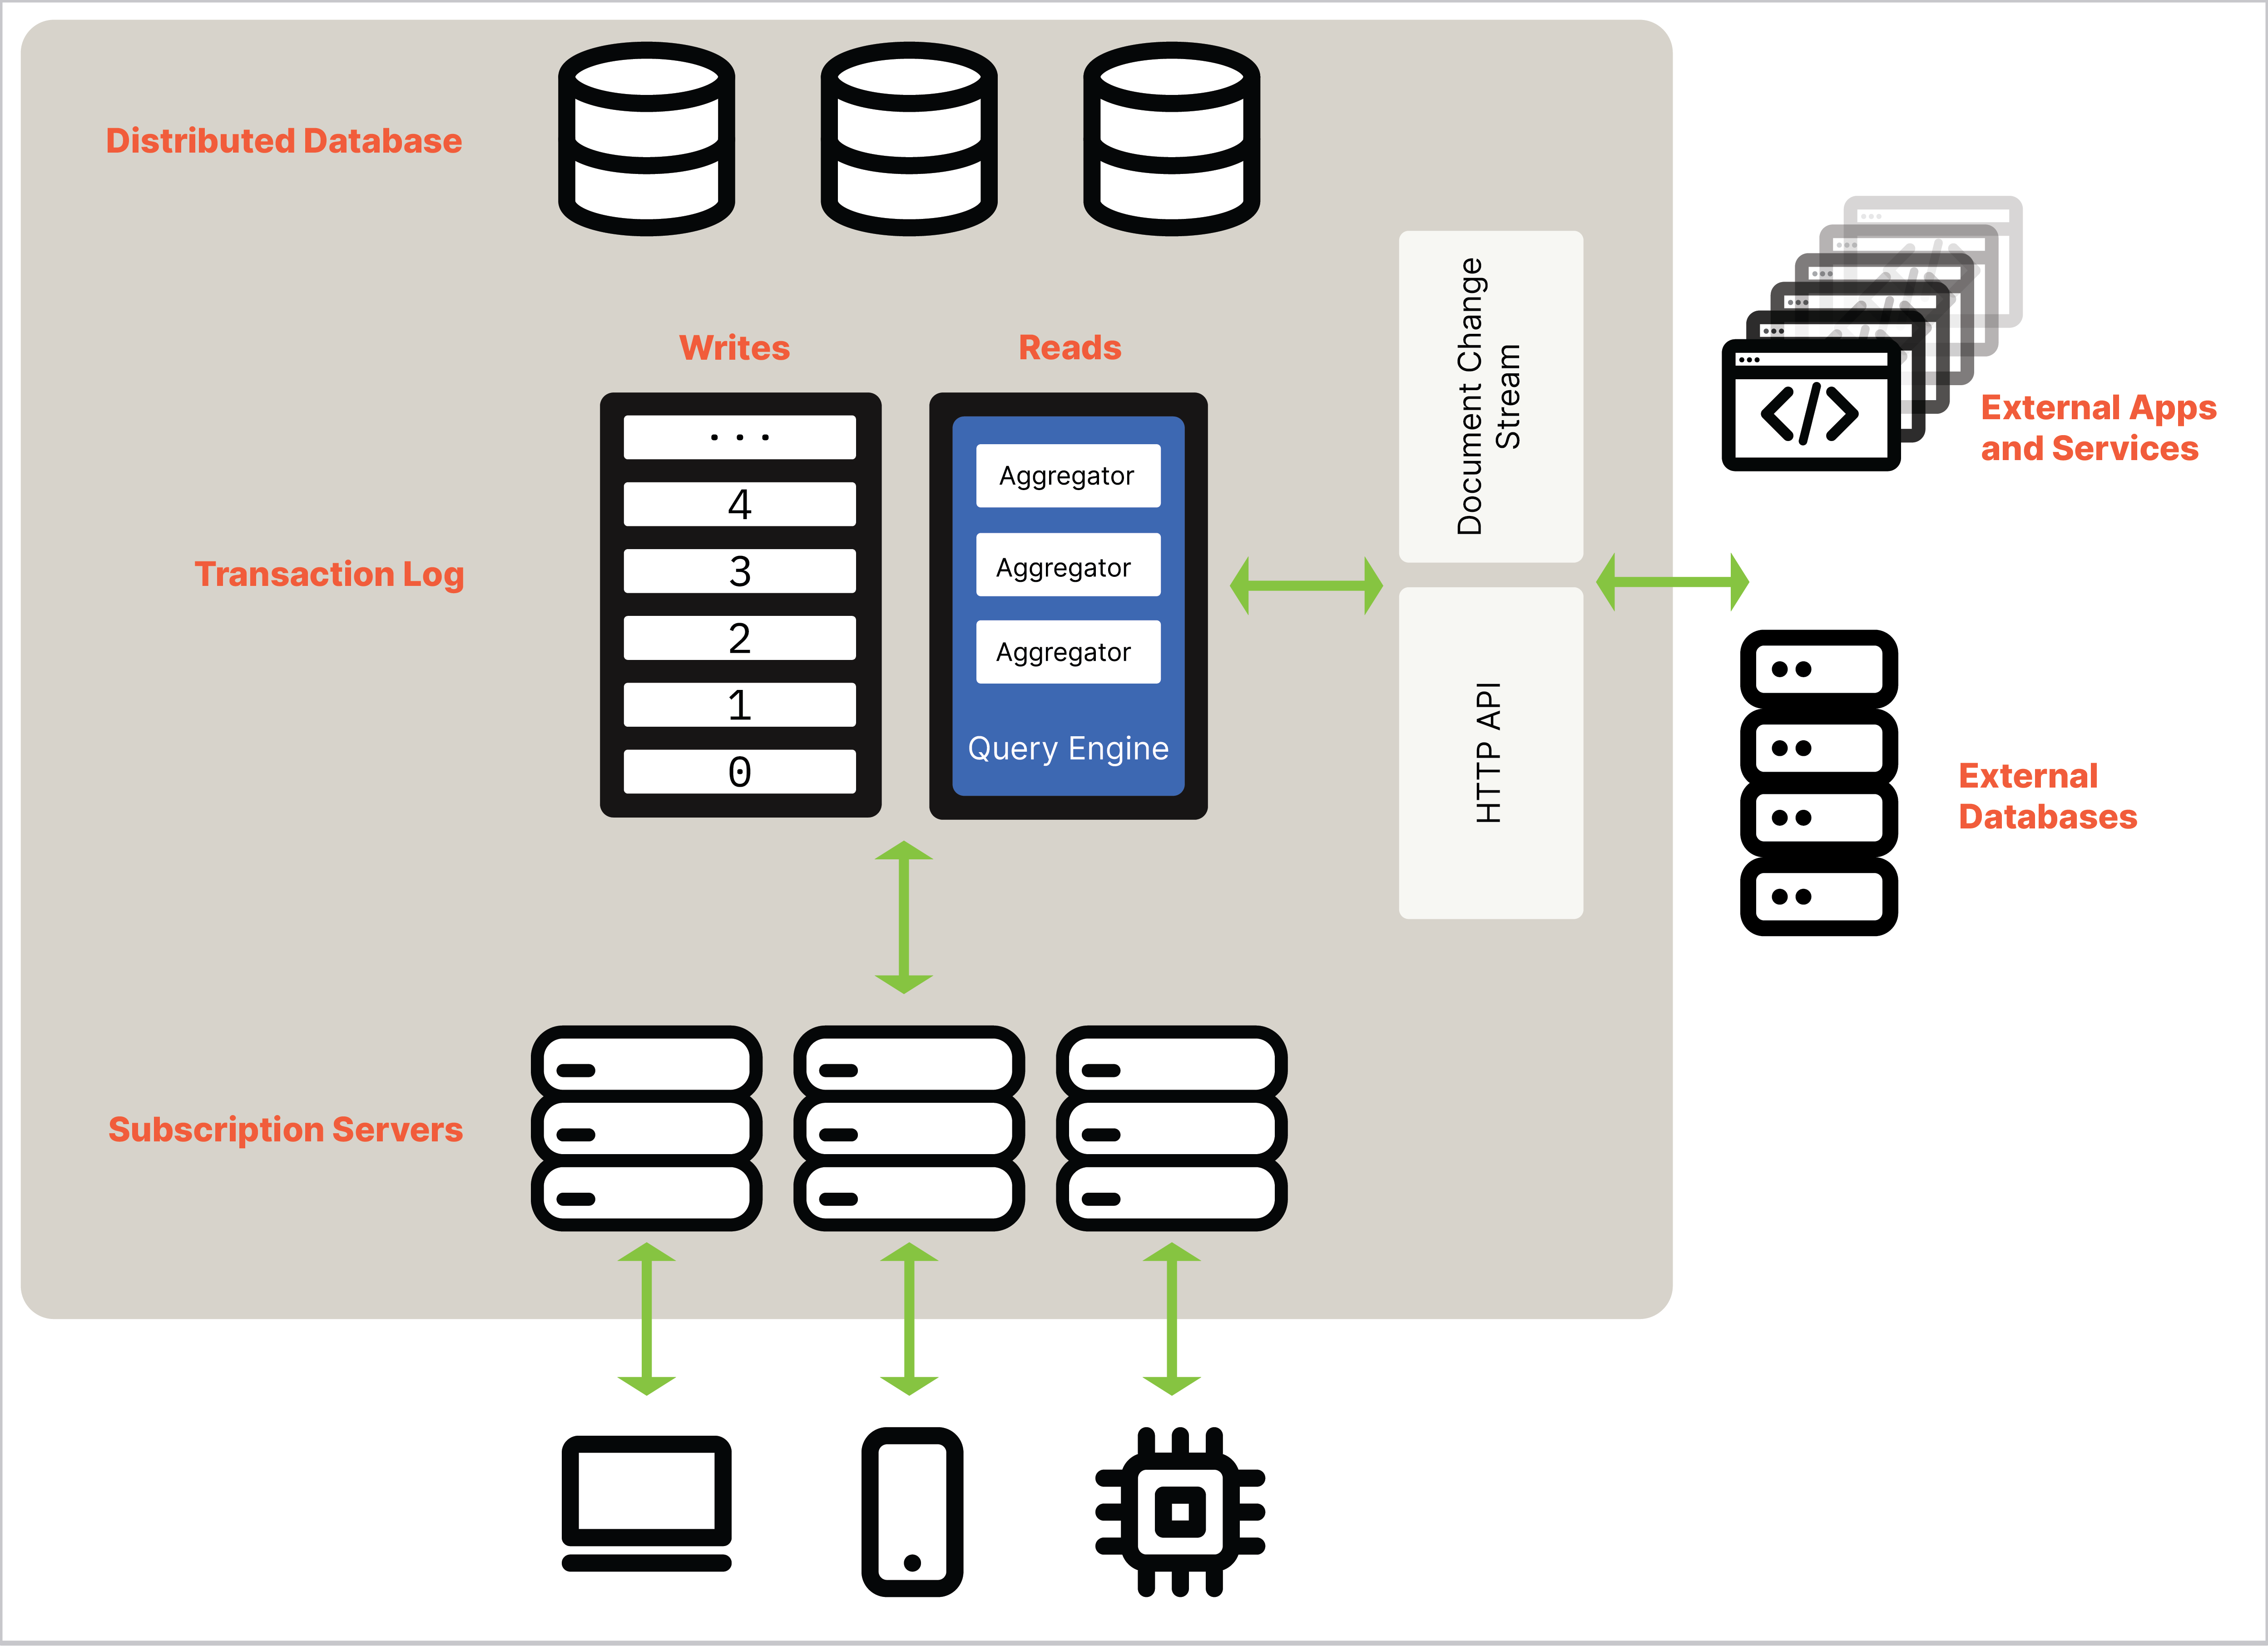 Distributed Database
Writes
Reads
Transaction Log
...
4
3
2
1
0
Aggregator
Aggregator
Aggregator
Query Engine
Document Change
Stream
HTTP API
External Apps
and Services
External
Databases
Subscription Servers